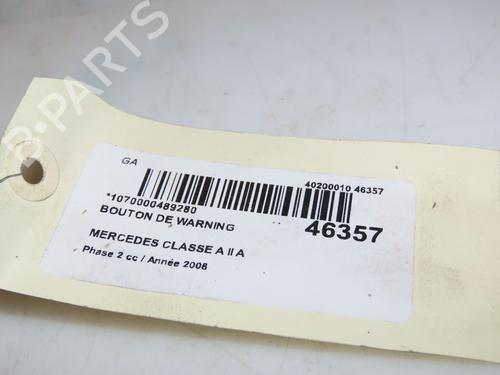 B-PARTS
GA
40200010 46357
*1070000489280
BOUTON DE WARNING
46357
MERCEDES CLASSE A II A
Phase 2 cc / Année 2008